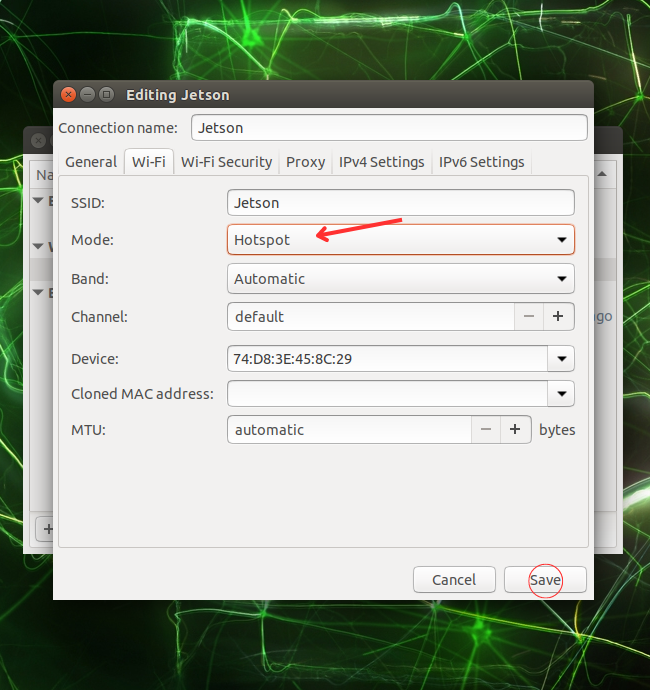 Editing Jetson
Connection name: Jetson
General Wi-Fi Wi-Fi Security Proxy IPv4 Settings IPv6 Settings
SSID: Jetson
Mode: Hotspot
Band: Automatic
Channel: default
ago
Device: 74:D8:3E:45:8C:29
Cloned MAC address:
MTU: automatic bytes
Cancel Save